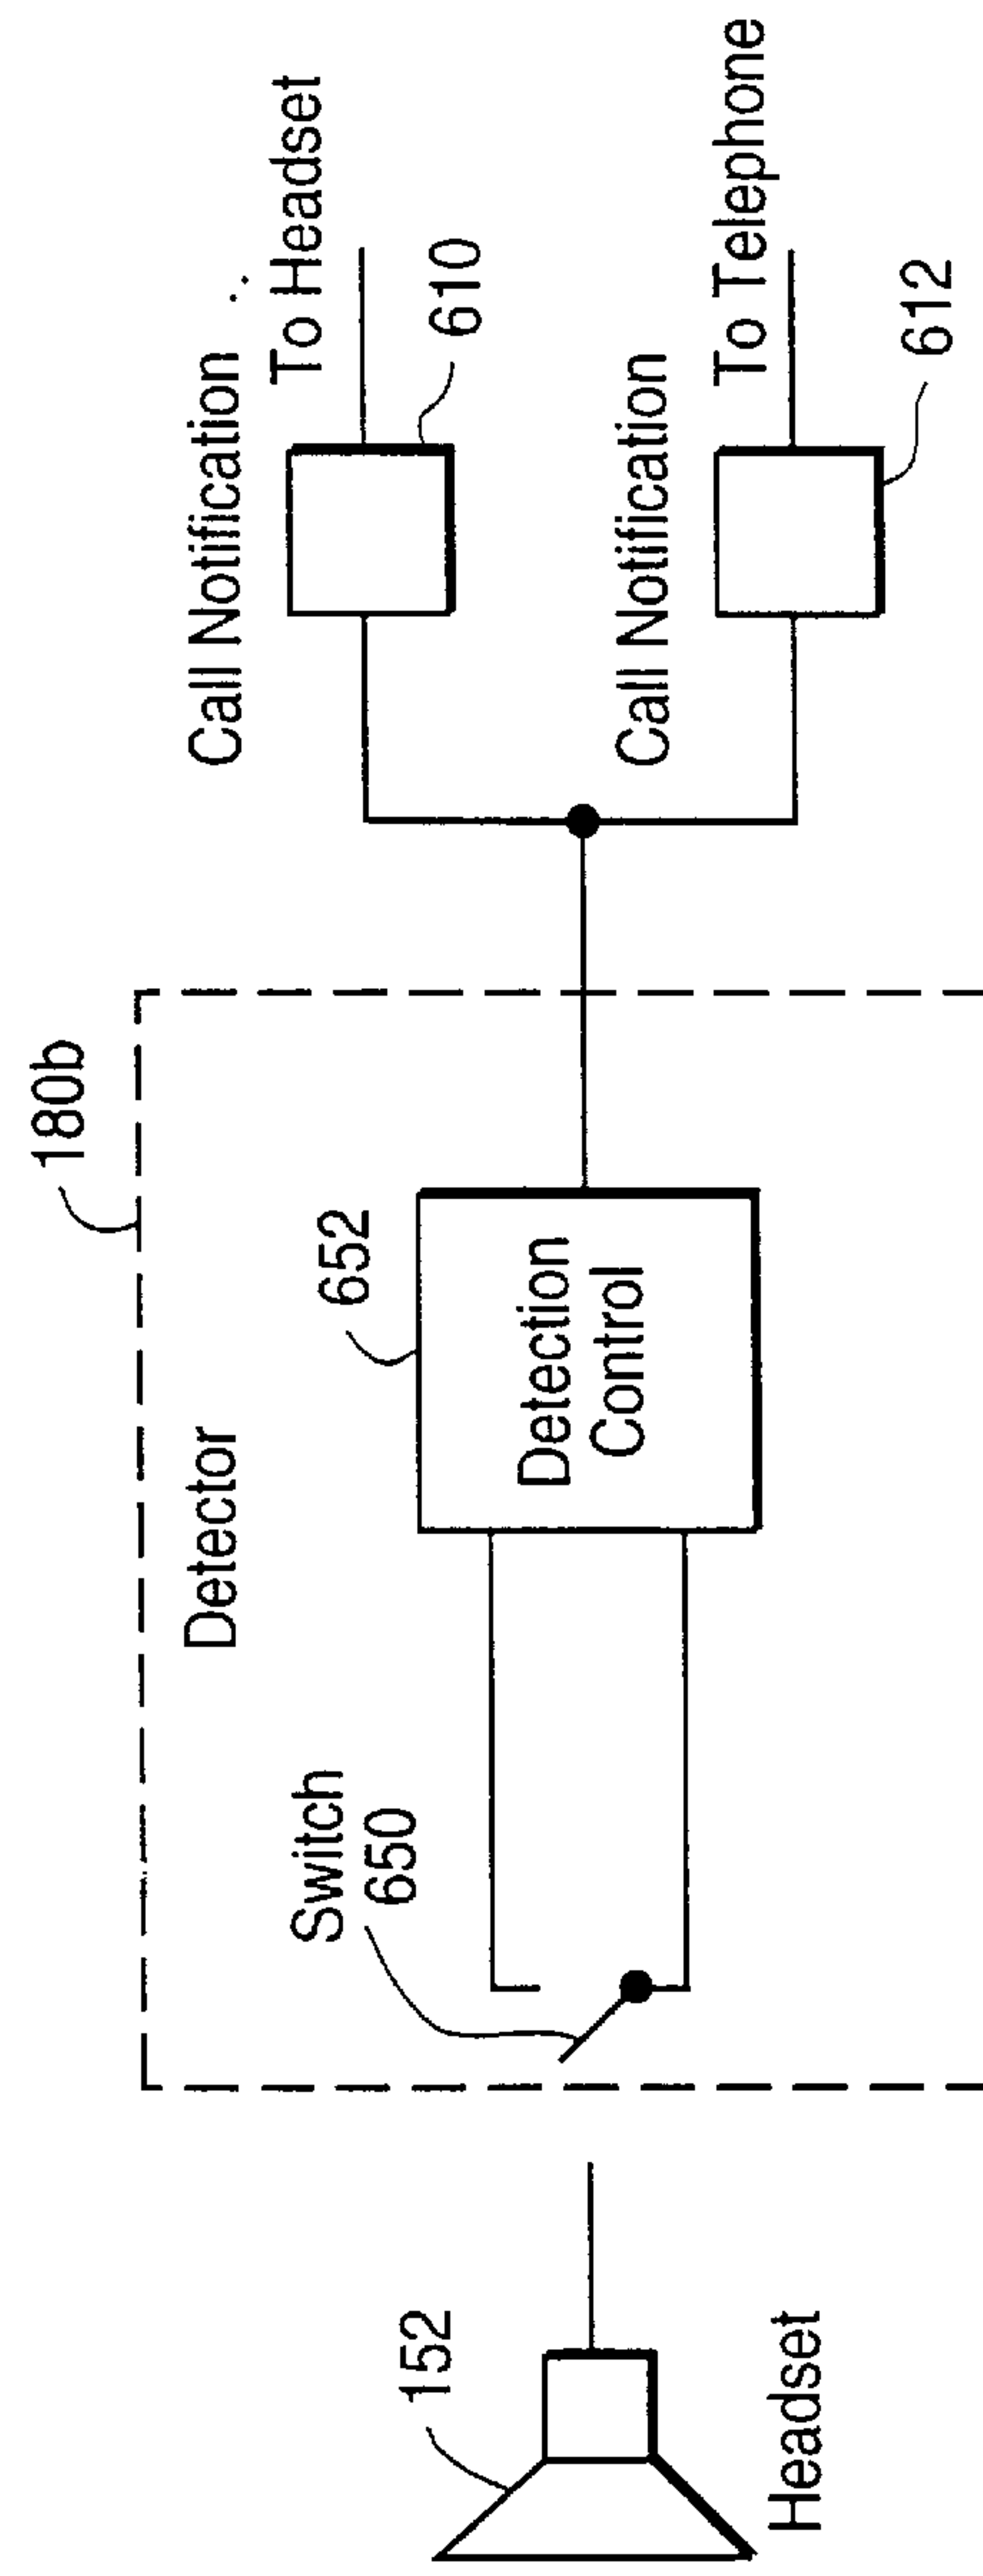 180b
Detector
Switch
650
652
Detection
Control
152
Headset
Call Notification
To Headset
610
Call Notification
To Telephone
612